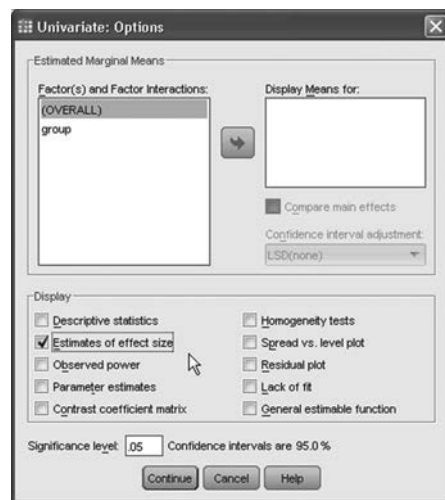 Univariate: Options
Estimated Marginal Means
Factor(s) and Factor Interactions:
(OVERALL)
group
Display Means for:
Compare main effects
Confidence interval adjustment:
LSD(none)
Display
Descriptive statistics
Homogeneity tests
Estimates of effect size
Spread vs. level plot
Observed power
Residual plot
Parameter estimates
Lack of fit
Contrast coefficient matrix
General estimable function
Significance level: .05 Confidence intervals are 95.0 %
Continue Cancel Help